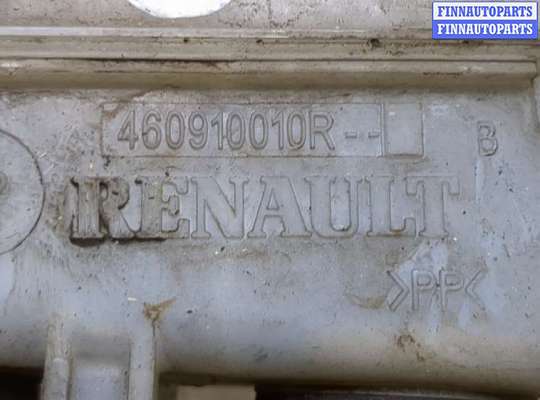 FINNAUTOPARTS
FINNAUTOPARTS
460910010R--
B
RENAULT
>PP<